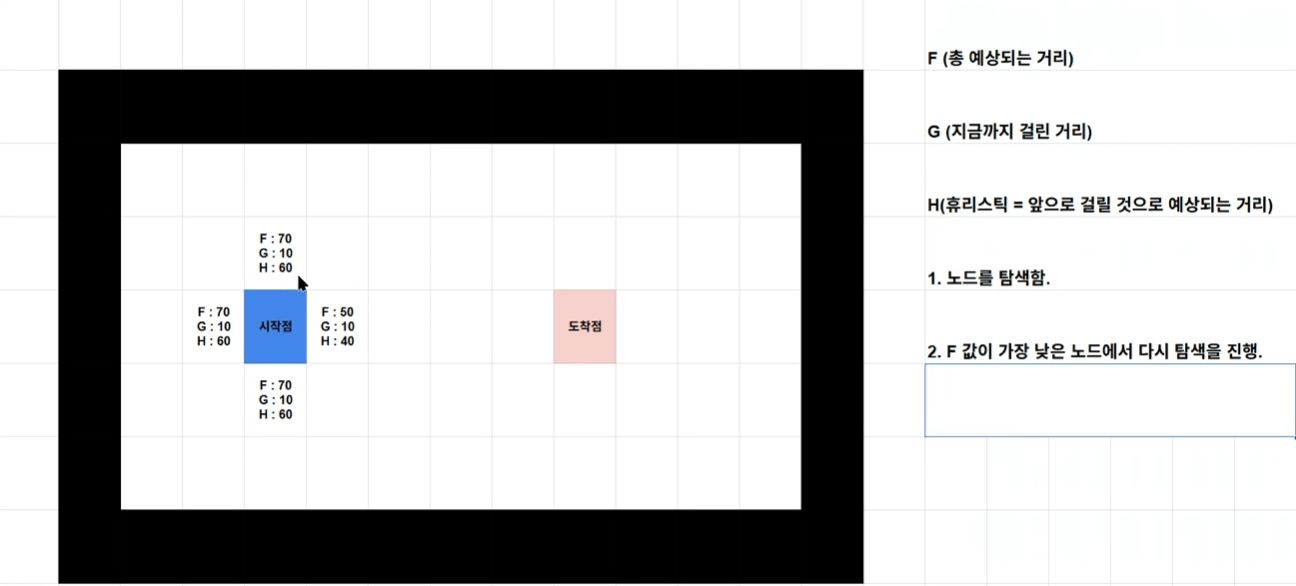 F (총 예상되는 거리)
G (지금까지 걸린 거리)
H(휴리스틱 = 앞으로 걸릴 것으로 예상되는 거리)
1. 노드를 탐색함.
2. F 값이 가장 낮은 노드에서 다시 탐색을 진행.
F : 70
G : 10
H : 60
F : 70
G : 10
H : 60
시작점
F : 50
G : 10
H : 40
도착점
F : 70
G : 10
H : 60